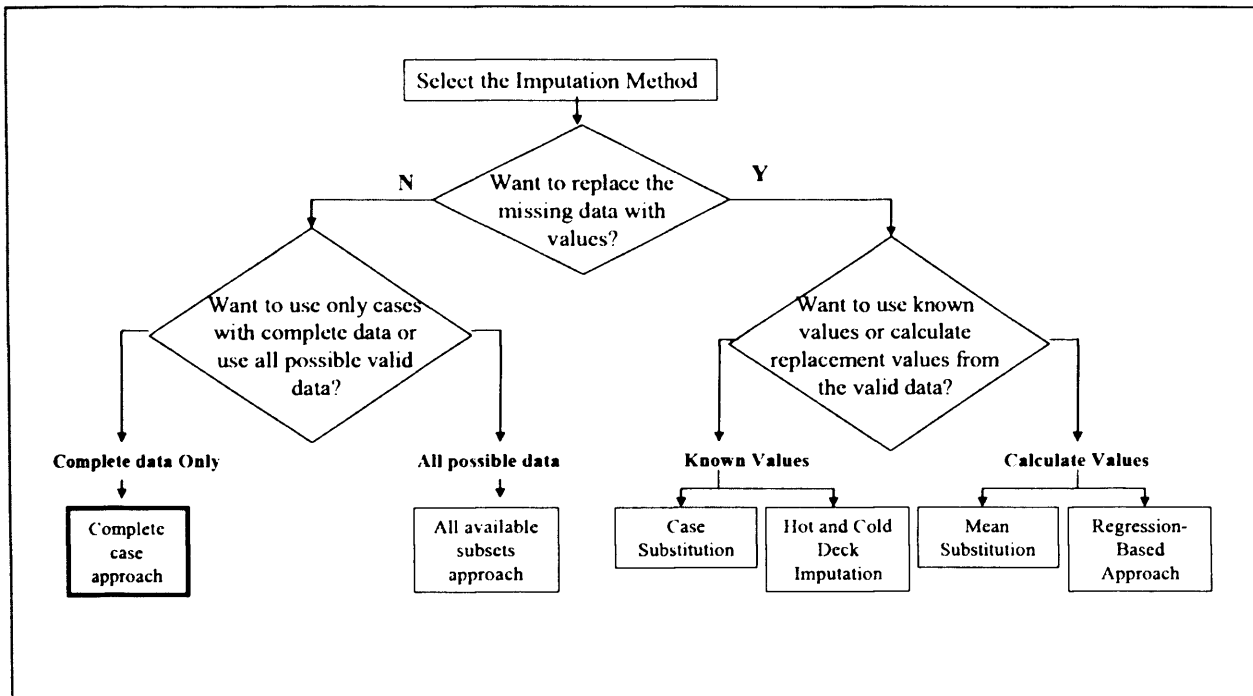 Select the Imputation Method
N
Y
Want to replace the
missing data with
values?
Want to use only cases
with complete data or
use all possible valid
data?
Want to use known
values or calculate
replacement values from
the valid data?
Complete data Only
All possible data
Known Values
Calculate Values
Complete
case
approach
All available
subsets
approach
Case
Substitution
Hot and Cold
Deck
Imputation
Mean
Substitution
Regression-
Based
Approach